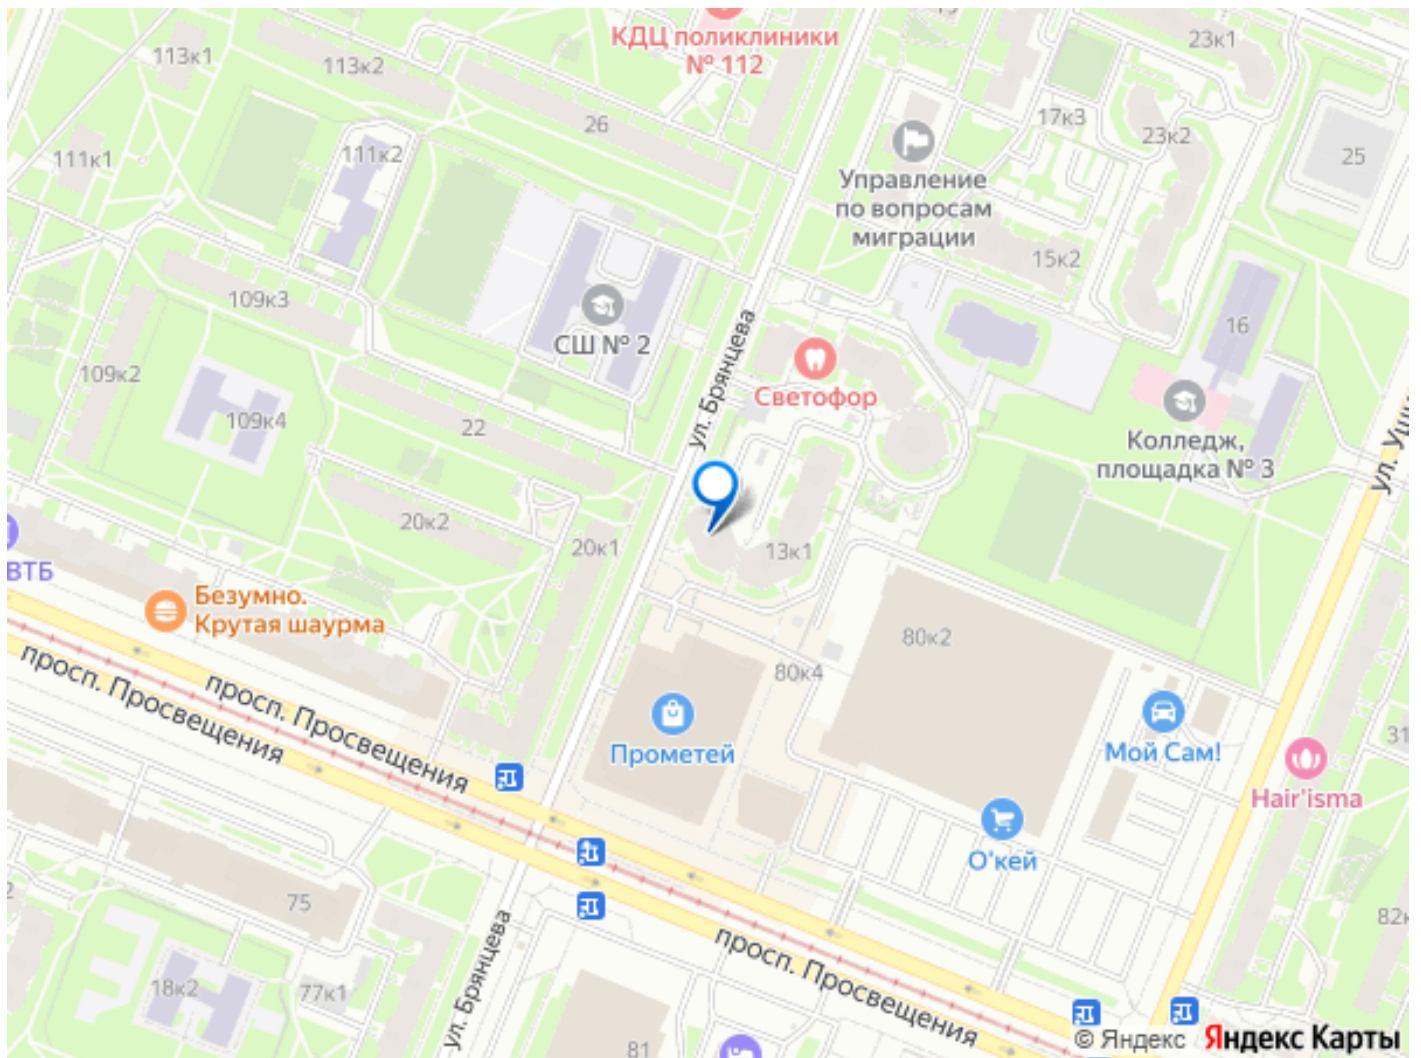 КДЦ поликлиники
№ 112
23к1
113к1
113к2
26
17к3
23к2
25
111к1
111к2
Управление
по вопросам
миграции
15к2
109к3
СШ № 2
ул. Брянцева
16
109к2
Светофор
109к4
22
Колледж,
площадка № 3
20к2
20к1
13к1
ВТБ
Безумно.
Крутая шаурма
80к2
80к4
просп. Просвещения
просп. Просвещения
Прометей
Мой Сам!
31
Hair'isma
О'кей
75
82к
ул. Брянцева
просп. Просвещения
18к2
77к1
81
© Яндекс Яндекс Карты